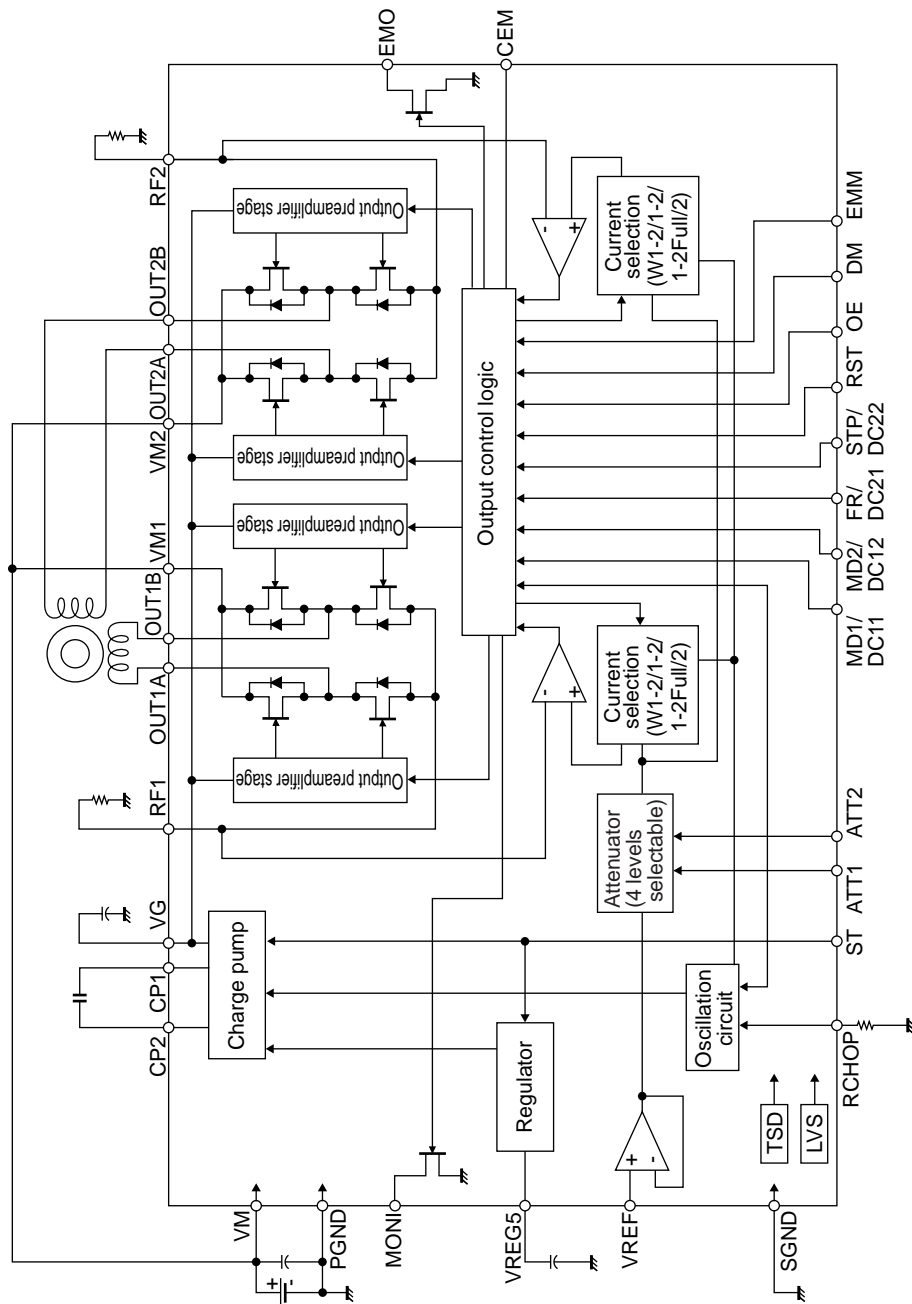 VM
PGND
MONI
VREG5
VREF
SGND
+
-
CP2
CP1
VG
RF1
OUT1A
OUT1B
VM1
VM2
OUT2A
OUT2B
RF2
EMO
CEM
Charge pump
Regulator
Output preamplifier stage
Output preamplifier stage
Output preamplifier stage
Output preamplifier stage
Output control logic
+
-
TSD
LVS
Oscillation
circuit
Attenuator
(4 levels
selectable)
-
+
Current
selection
(W1-2/1-2/
1-2Full/2)
-
+
Current
selection
(W1-2/1-2/
1-2Full/2)
RCHOP
ST
ATT1
ATT2
MD1/
DC11
MD2/
DC12
FR/
DC21
STP/
DC22
RST
OE
DM
EMM